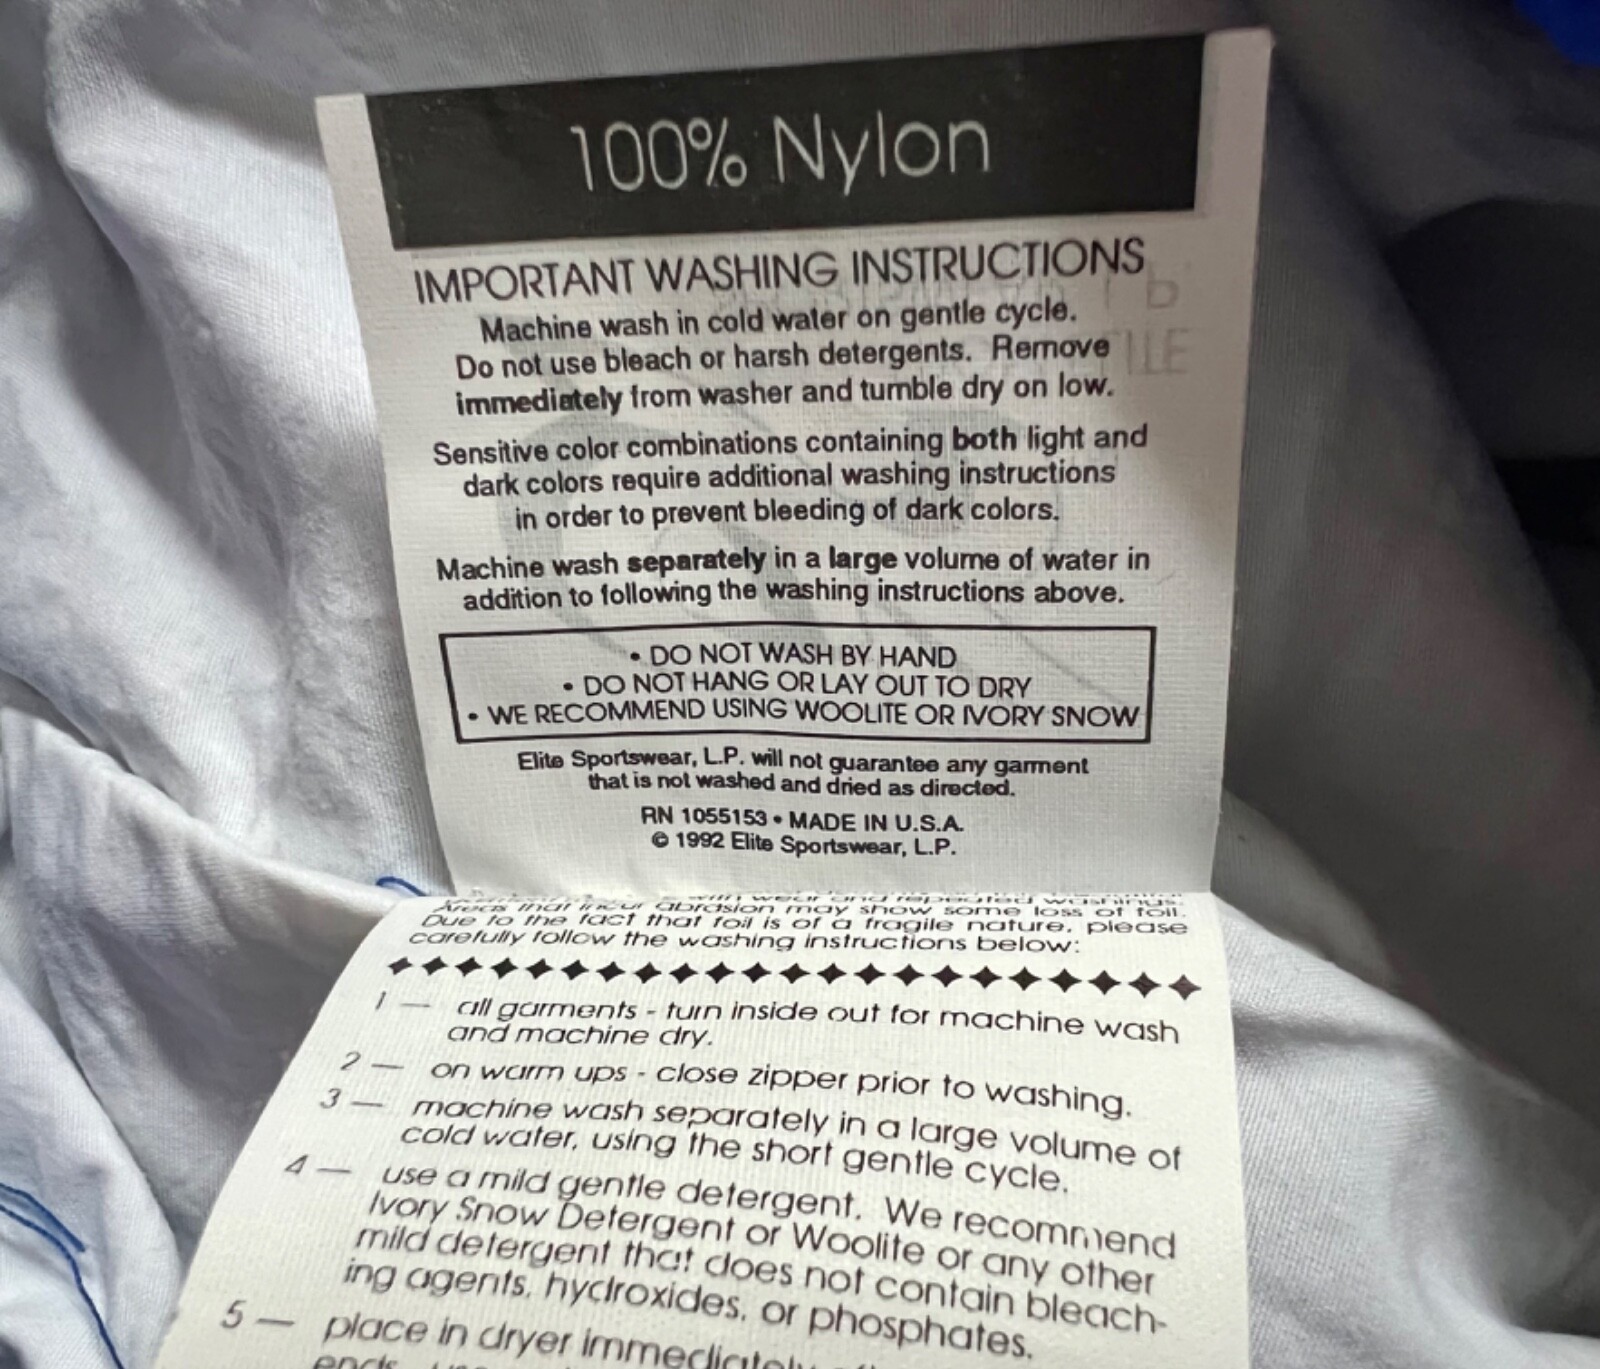 100% Nylon
IMPORTANT WASHING INSTRUCTIONS
Machine wash in cold water on gentle cycle.
Do not use bleach or harsh detergents. Remove
immediately from washer and tumble dry on low.
Sensitive color combinations containing both light and
dark colors require additional washing instructions
in order to prevent bleeding of dark colors.
Machine wash separately in a large volume of water in
addition to following the washing instructions above.
• DO NOT WASH BY HAND
• DO NOT HANG OR LAY OUT TO DRY
• WE RECOMMEND USING WOOLITE OR IVORY SNOW
Elite Sportswear, L.P. will not guarantee any garment
that is not washed and dried as directed.
RN 1055153 • MADE IN U.S.A.
© 1992 Elite Sportswear, L.P.
with wear and repeated washings.
Areas that incur abrasion may show some loss of foil.
Due to the fact that foil is of a fragile nature, please
carefully follow the washing instructions below:
1 — all garments - turn inside out for machine wash
and machine dry.
2 — on warm ups - close zipper prior to washing.
3 — machine wash separately in a large volume of
cold water, using the short gentle cycle.
4 — use a mild gentle detergent. We recommend
Ivory Snow Detergent or Woolite or any other
mild detergent that does not contain bleach-
ing agents, hydroxides, or phosphates.
5 — place in dryer immediately